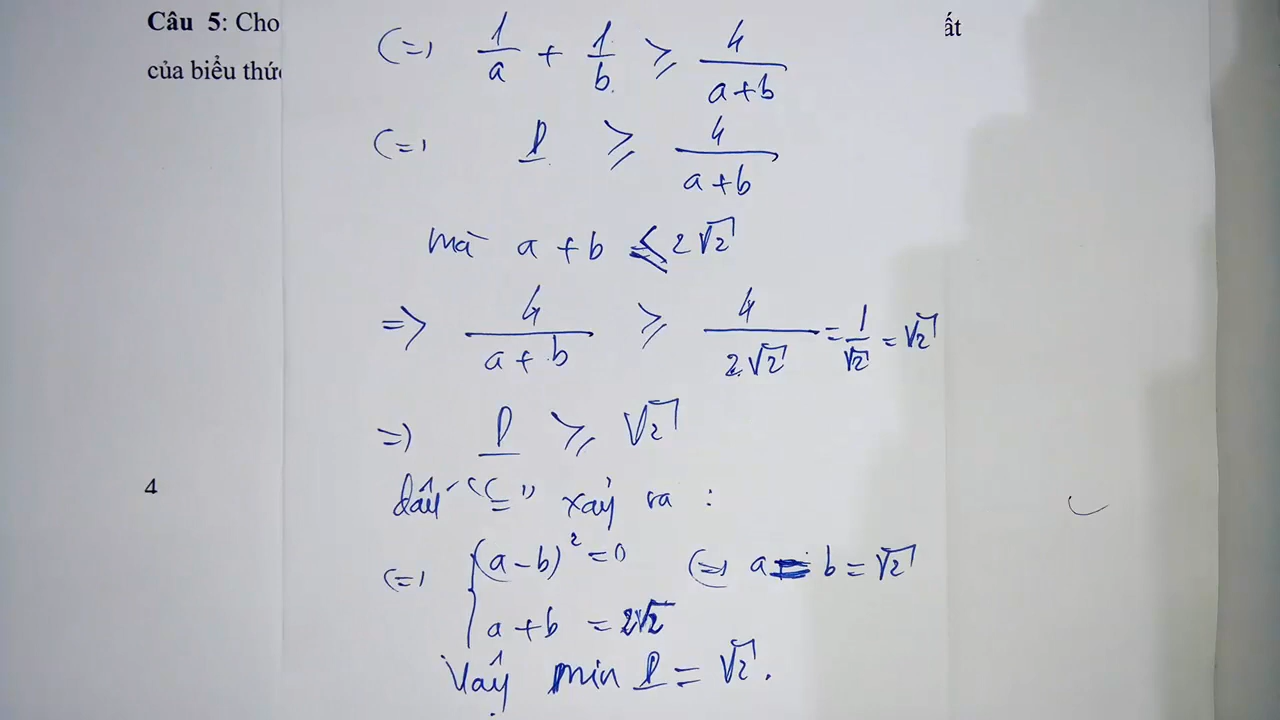 Câu 5: Cho ất
của biểu thức
(=) 1/a + 1/b ≥ 4/(a+b)
(=) P ≥ 4/(a+b)
mà a + b ≤ 2√2
=> 4/(a+b) ≥ 4/(2√2) = 1/√2 = √2
=) P ≥ √2
4
dấu "=" xảy ra :
(=) { (a-b)² = 0 (=) a = b = √2
a + b = 2√2
Vậy min P = √2.